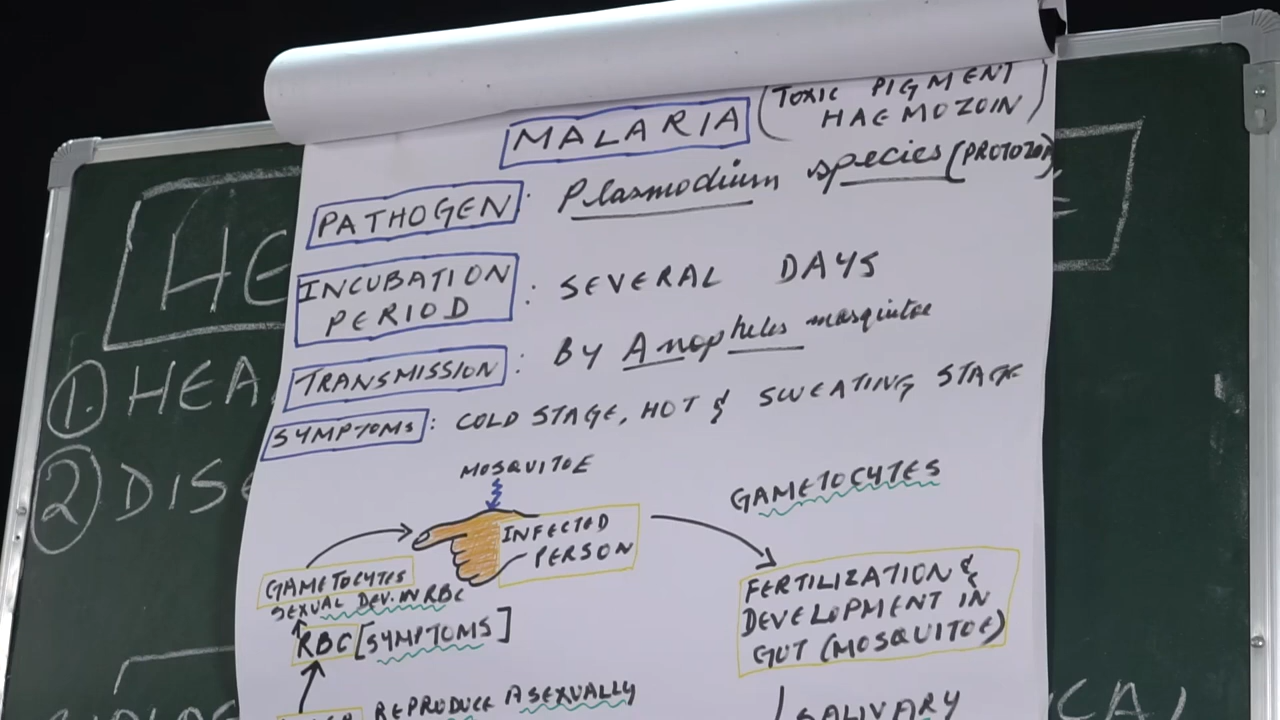 MALARIA (TOXIC PIGMENT
HAEMOZOIN)
PATHOGEN : Plasmodium species (PROTOZOA)
INCUBATION
PERIOD : SEVERAL DAYS
TRANSMISSION : BY Anopheles mosquitoe
SYMPTOMS : COLD STAGE, HOT & SWEATING STAGE
MOSQUITOE
GAMETOCYTES
INFECTED
PERSON
GAMETOCYTES
SEXUAL DEV. IN RBC
RBC [SYMPTOMS]
REPRODUCE ASEXUALLY
FERTILIZATION &
DEVELOPMENT IN
GUT (MOSQUITOE)
SALIVARY
HE
1. HEA
2 DIS